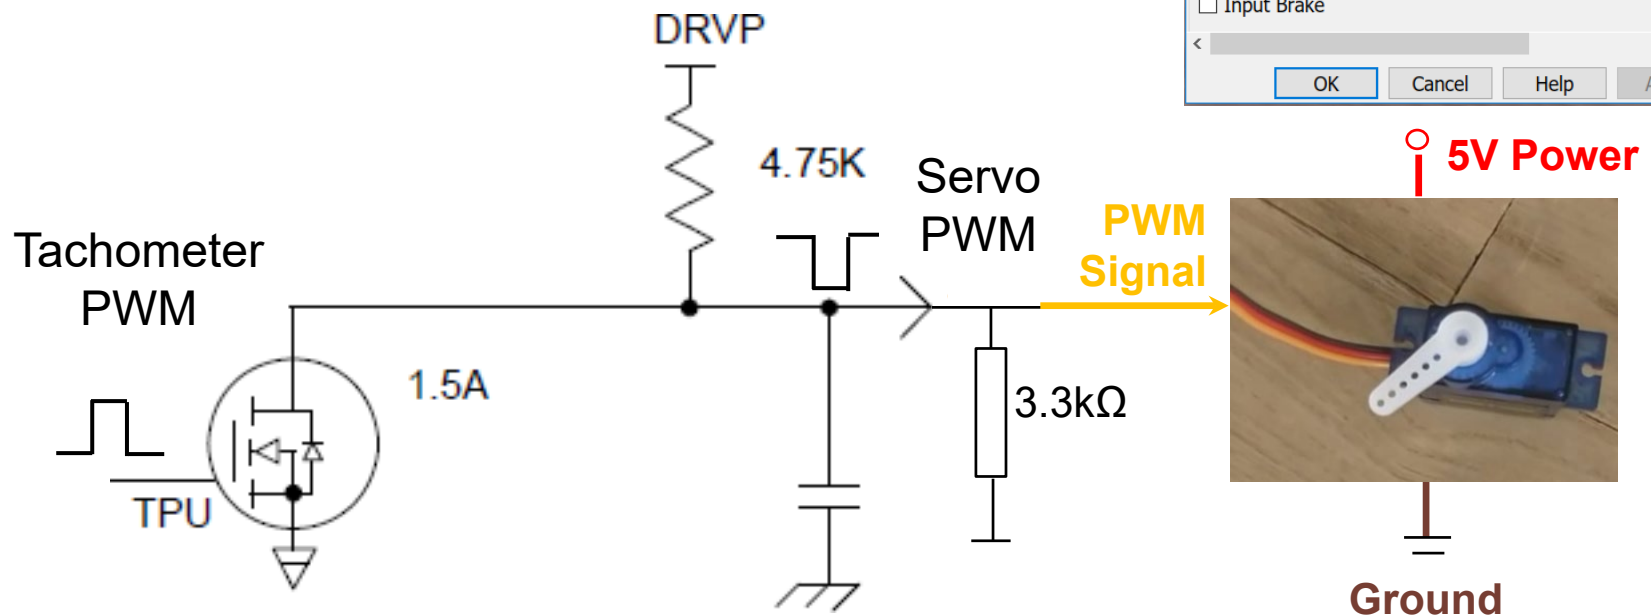 Input Brake
<
OK Cancel Help
DRVP
4.75K
Servo
PWM
5V Power
PWM
Signal
Tachometer
PWM
1.5A
3.3kΩ
TPU
Ground